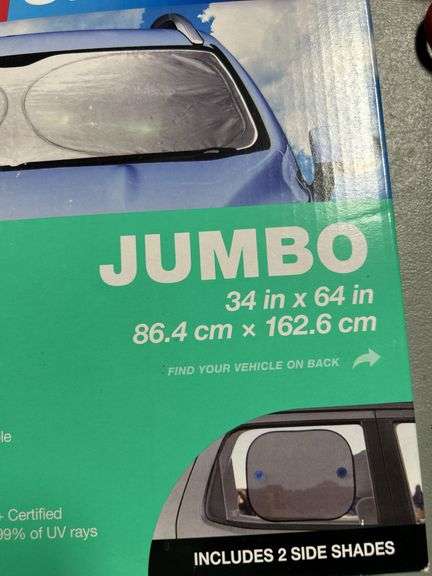 JUMBO
34 in x 64 in
86.4 cm × 162.6 cm
FIND YOUR VEHICLE ON BACK
Certified
99% of UV rays
INCLUDES 2 SIDE SHADES